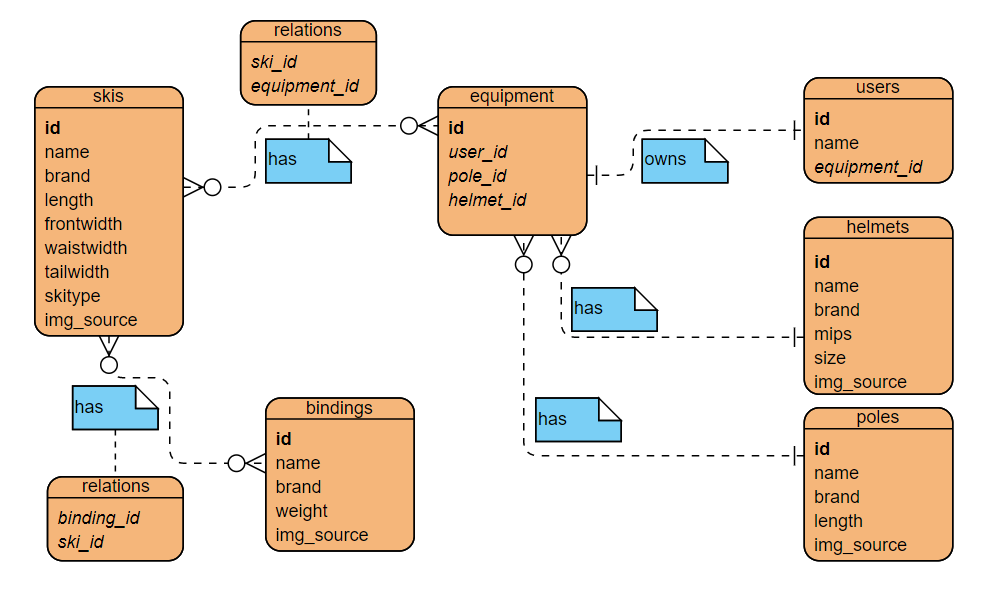 relations
ski_id
equipment_id
skis
id
name
brand
length
frontwidth
waistwidth
tailwidth
skitype
img_source
has
equipment
id
user_id
pole_id
helmet_id
owns
users
id
name
equipment_id
helmets
id
name
brand
mips
size
img_source
has
has
poles
id
name
brand
length
img_source
has
bindings
id
name
brand
weight
img_source
relations
binding_id
ski_id